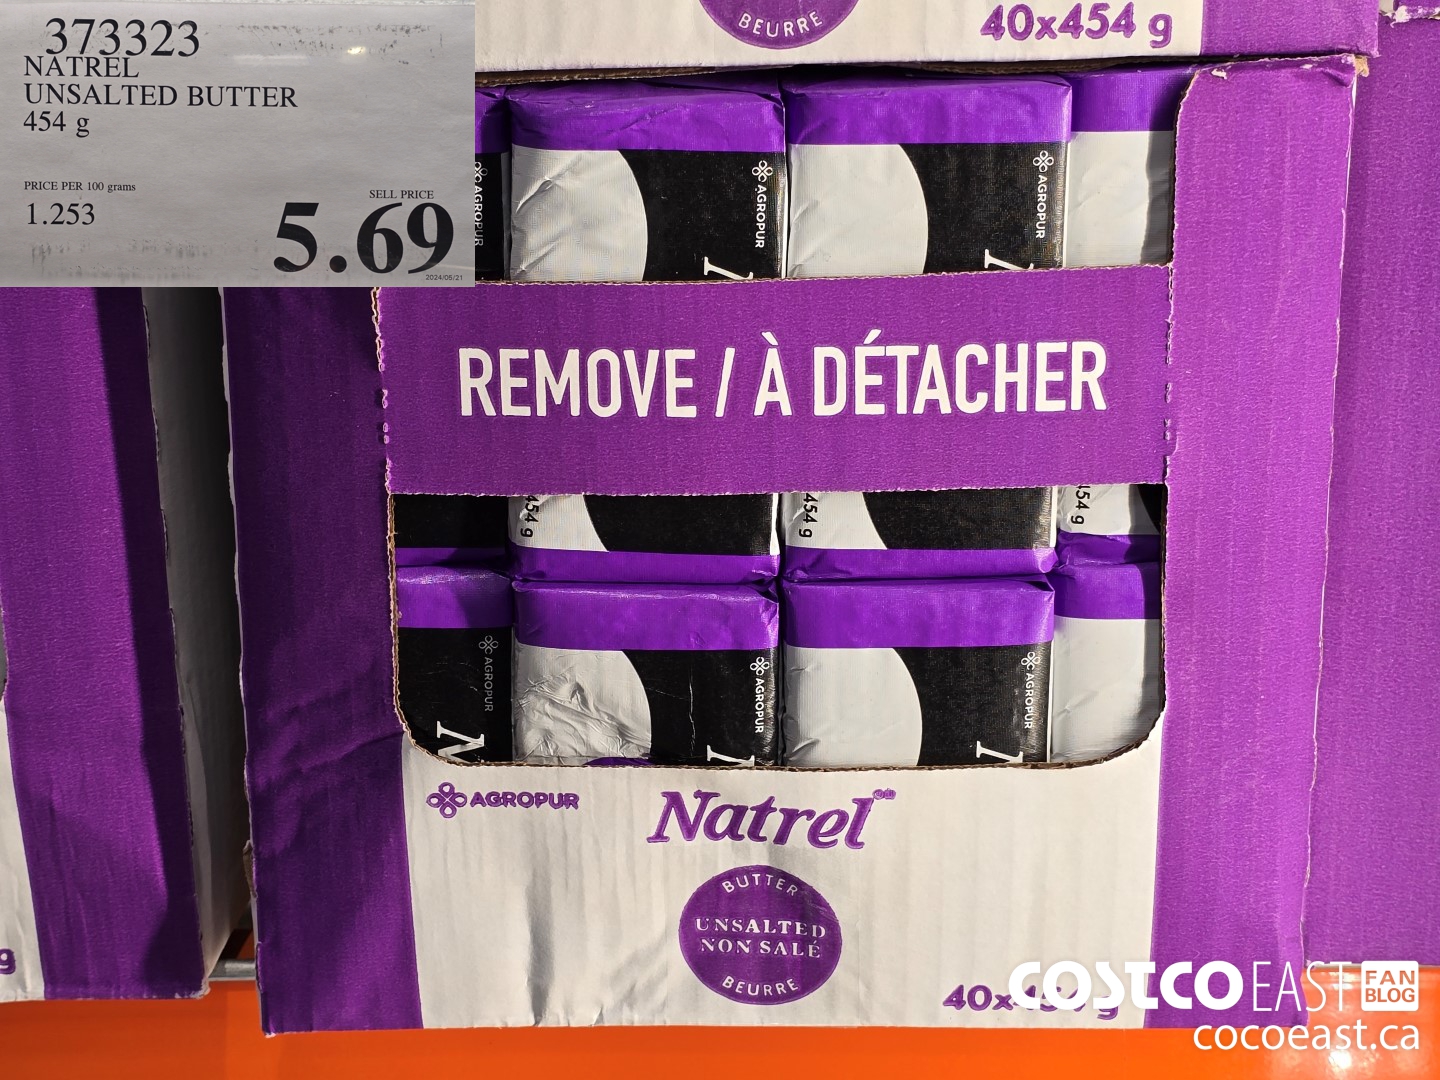 373323
NATREL
UNSALTED BUTTER
454 g
PRICE PER 100 grams
1.253
SELL PRICE
5.69
2024/05/21
BEURRE
40x454 g
AGROPUR
AGROPUR
AGROPUR
REMOVE / À DÉTACHER
454 g
454 g
454 g
AGROPUR
AGROPUR
AGROPUR
N
AGROPUR
Natrel
BUTTER
UNSALTED
NON SALÉ
BEURRE
40x454 g
g
COSTCO EAST FAN BLOG
cocoeast.ca